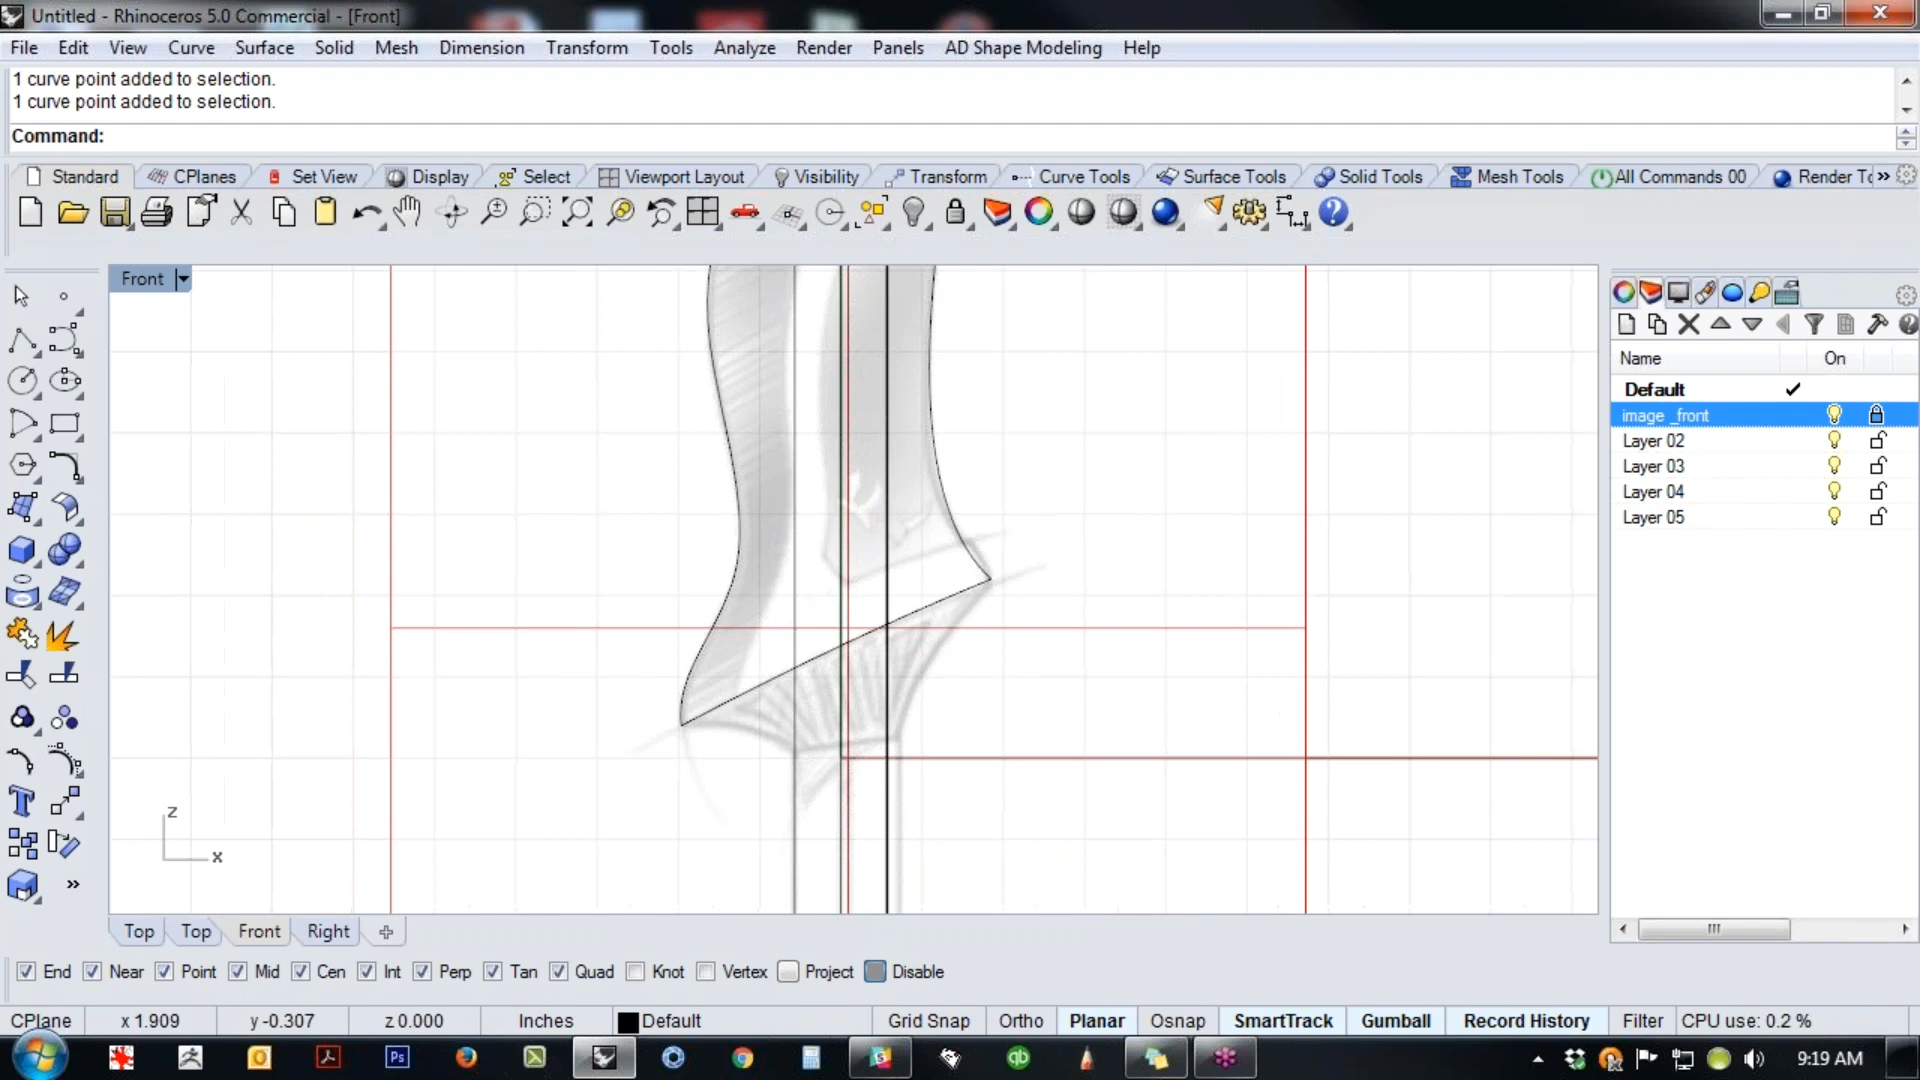 Untitled - Rhinoceros 5.0 Commercial - [Front]
File Edit View Curve Surface Solid Mesh Dimension Transform Tools Analyze Render Panels AD Shape Modeling Help
1 curve point added to selection.
1 curve point added to selection.
Command:
Standard CPlanes Set View Display Select Viewport Layout Visibility Transform Curve Tools Surface Tools Solid Tools Mesh Tools All Commands 00 Render To
Front
Name On
Default
image _front
Layer 02
Layer 03
Layer 04
Layer 05
z
x
Top Top Front Right
End Near Point Mid Cen Int Perp Tan Quad Knot Vertex Project Disable
CPlane x 1.909 y -0.307 z 0.000 Inches Default Grid Snap Ortho Planar Osnap SmartTrack Gumball Record History Filter CPU use: 0.2 %
Ps qb 9:19 AM